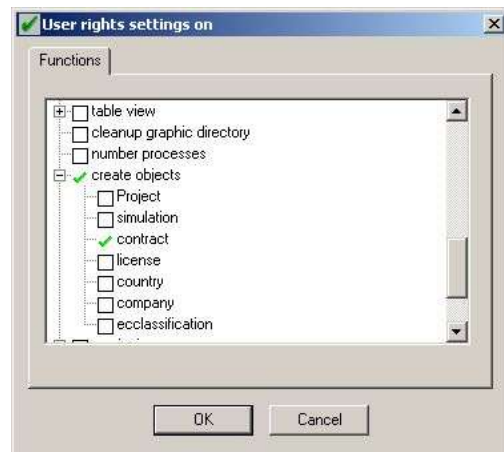 User rights settings on
Functions
table view
cleanup graphic directory
number processes
create objects
Project
simulation
contract
license
country
company
ecclassification
OK
Cancel